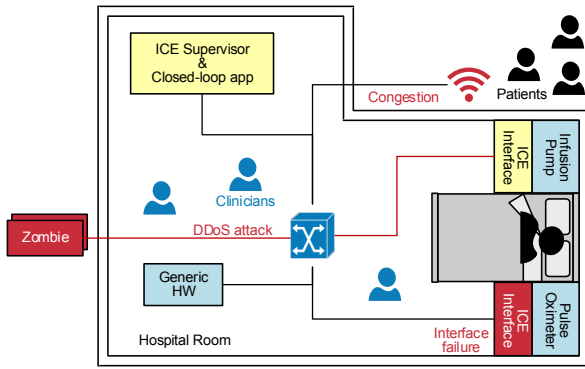 ICE Supervisor
&
Closed-loop app
Congestion
Patients
ICE
Interface
Infusion
Pump
Clinicians
Zombie
DDoS attack
Generic
HW
ICE
Interface
Pulse
Oximeter
Interface
failure
Hospital Room